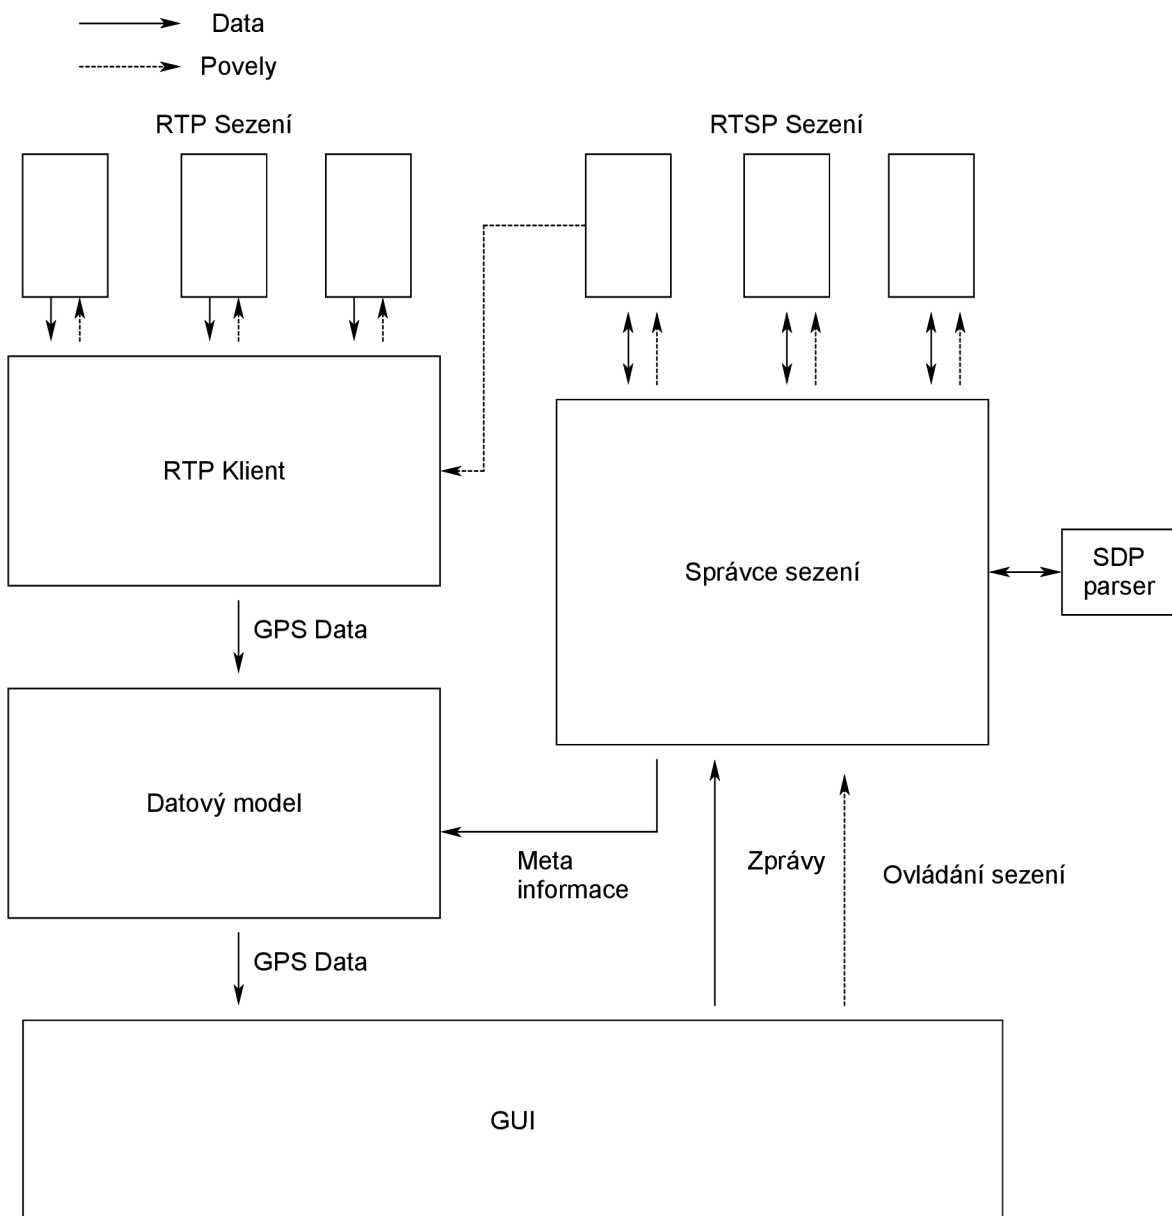 Data
Povely
RTP Sezení
RTSP Sezení
RTP Klient
Správce sezení
SDP
parser
GPS Data
Datový model
Meta
informace
Zprávy
Ovládání sezení
GPS Data
GUI